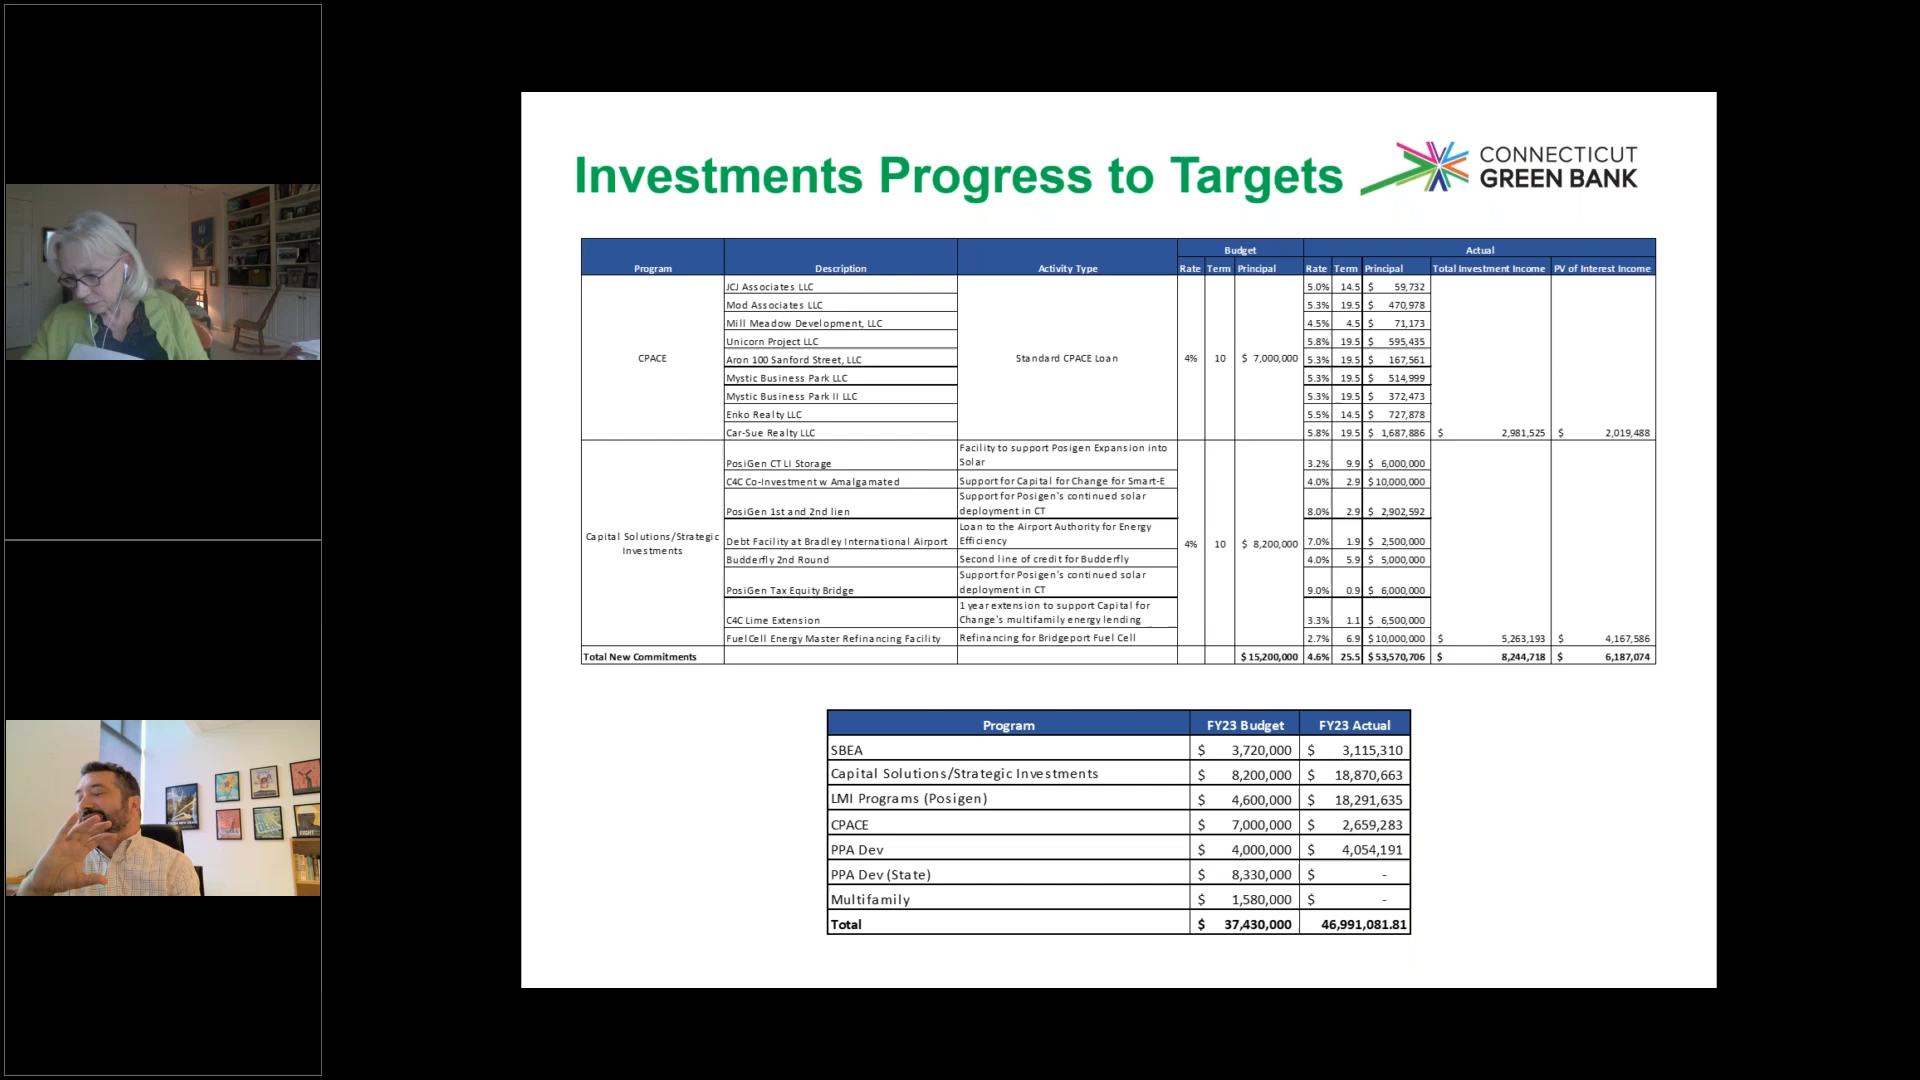 Investments Progress to Targets
CONNECTICUT
GREEN BANK
Budget Actual
Program Description Activity Type Rate Term Principal Rate Term Principal Total Investment Income PV of Interest Income
JCJ Associates LLC 5.0% 14.5 $ 59,732
Mod Associates LLC 5.3% 19.5 $ 470,978
Mill Meadow Development, LLC 4.5% 4.5 $ 71,173
Unicorn Project LLC 5.8% 19.5 $ 595,435
CPACE Aron 100 Sanford Street, LLC Standard CPACE Loan 4% 10 $ 7,000,000 5.3% 19.5 $ 167,561
Mystic Business Park LLC 5.3% 19.5 $ 514,999
Mystic Business Park II LLC 5.3% 19.5 $ 372,473
Enko Realty LLC 5.5% 14.5 $ 727,878
Car-Sue Realty LLC 5.8% 19.5 $ 1,687,886 $ 2,981,525 $ 2,019,488
Facility to support Posigen Expansion into
PosiGen CT LI Storage Solar 3.2% 9.9 $ 6,000,000
C4C Co-Investment w Amalgamated Support for Capital for Change for Smart-E 4.0% 2.9 $ 10,000,000
Support for Posigen's continued solar
PosiGen 1st and 2nd lien deployment in CT 8.0% 2.9 $ 2,902,592
Loan to the Airport Authority for Energy
Capital Solutions/Strategic Investments Debt Facility at Bradley International Airport Efficiency 4% 10 $ 8,200,000 7.0% 1.9 $ 2,500,000
Budderfly 2nd Round Second line of credit for Budderfly 4.0% 5.9 $ 5,000,000
Support for Posigen's continued solar
PosiGen Tax Equity Bridge deployment in CT 9.0% 0.9 $ 6,000,000
1 year extension to support Capital for
C4C Lime Extension Change's multifamily energy lending 3.3% 1.1 $ 6,500,000
FuelCell Energy Master Refinancing Facility Refinancing for Bridgeport Fuel Cell 2.7% 6.9 $ 10,000,000 $ 5,263,193 $ 4,167,586
Total New Commitments $ 15,200,000 4.6% 25.5 $ 53,570,706 $ 8,244,718 $ 6,187,074
Program FY23 Budget FY23 Actual
SBEA $ 3,720,000 $ 3,115,310
Capital Solutions/Strategic Investments $ 8,200,000 $ 18,870,663
LMI Programs (Posigen) $ 4,600,000 $ 18,291,635
CPACE $ 7,000,000 $ 2,659,283
PPA Dev $ 4,000,000 $ 4,054,191
PPA Dev (State) $ 8,330,000 $ -
Multifamily $ 1,580,000 $ -
Total $ 37,430,000 46,991,081.81